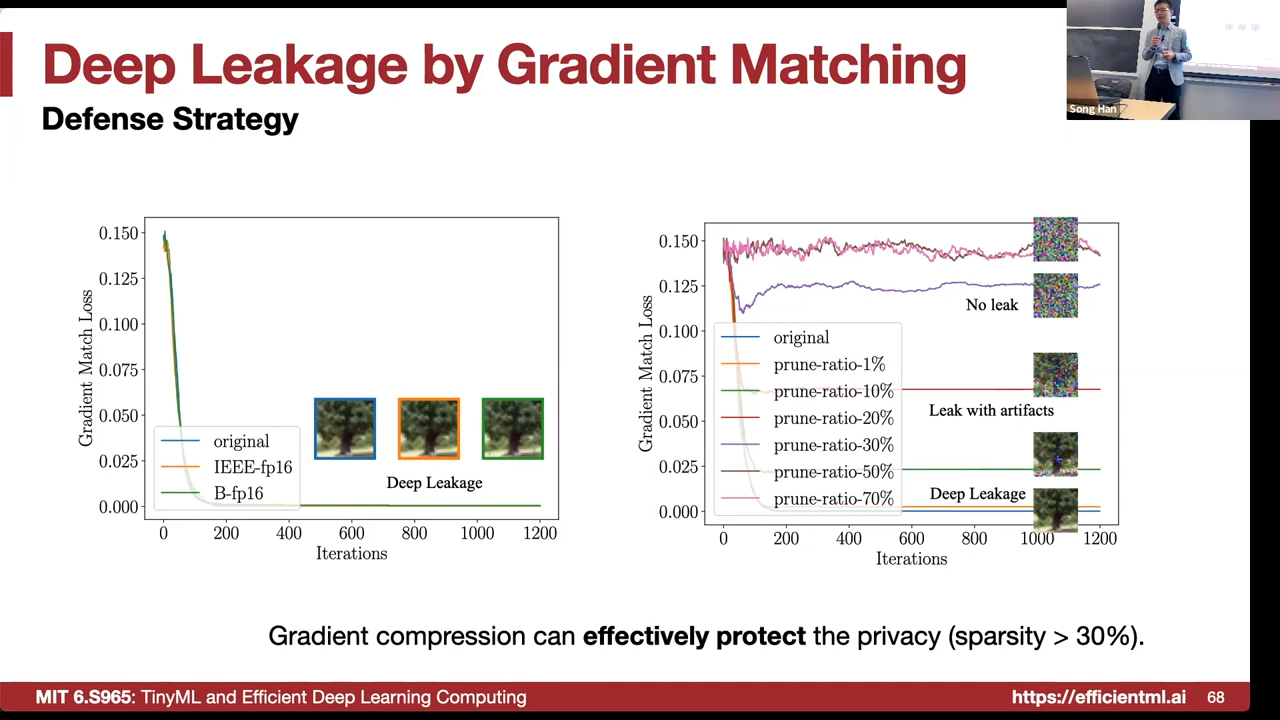 Deep Leakage by Gradient Matching
Defense Strategy
Song Han
0.150
0.125
0.100
0.075
0.050
0.025
0.000
Gradient Match Loss
original
IEEE-fp16
B-fp16
Deep Leakage
0
200
400
600
800
1000
1200
Iterations
0.150
0.125
0.100
0.075
0.050
0.025
0.000
Gradient Match Loss
original
prune-ratio-1%
prune-ratio-10%
prune-ratio-20%
prune-ratio-30%
prune-ratio-50%
prune-ratio-70%
No leak
Leak with artifacts
Deep Leakage
0
200
400
600
800
1000
1200
Iterations
Gradient compression can effectively protect the privacy (sparsity > 30%).
MIT 6.S965: TinyML and Efficient Deep Learning Computing
https://efficientml.ai
68